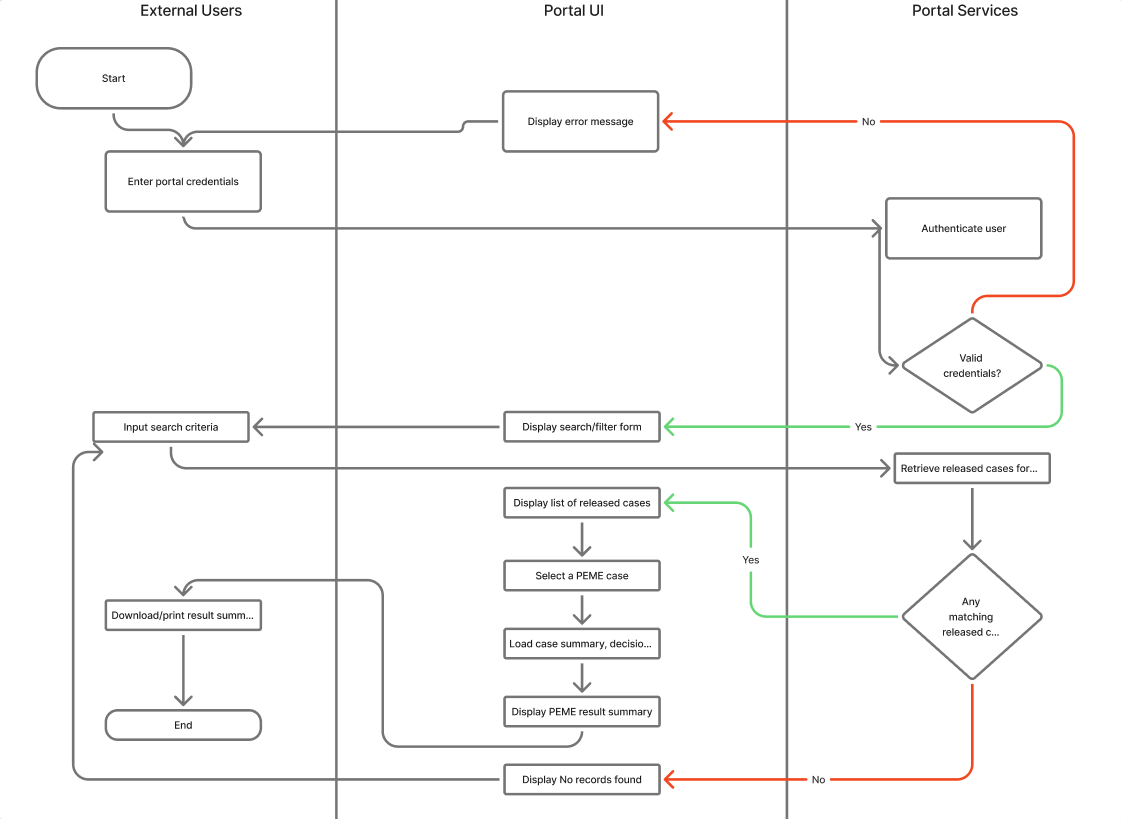 External Users
Portal UI
Portal Services
Start
Display error message
No
Enter portal credentials
Authenticate user
Valid
credentials?
Input search criteria
Display search/filter form
Yes
Retrieve released cases for...
Display list of released cases
Yes
Select a PEME case
Any
matching
released c...
Download/print result summ...
Load case summary, decisio...
Display PEME result summary
End
Display No records found
No